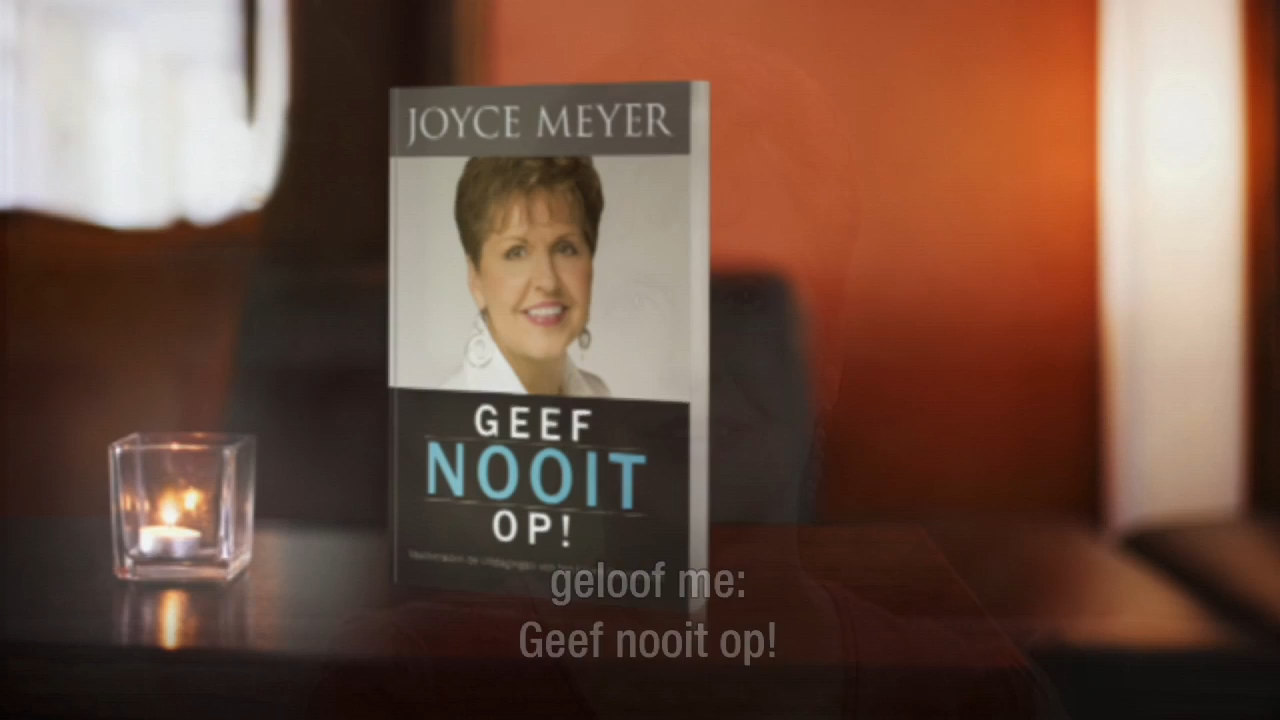 JOYCE MEYER
GEEF
NOOIT
OP!
geloof me:
Geef nooit op!